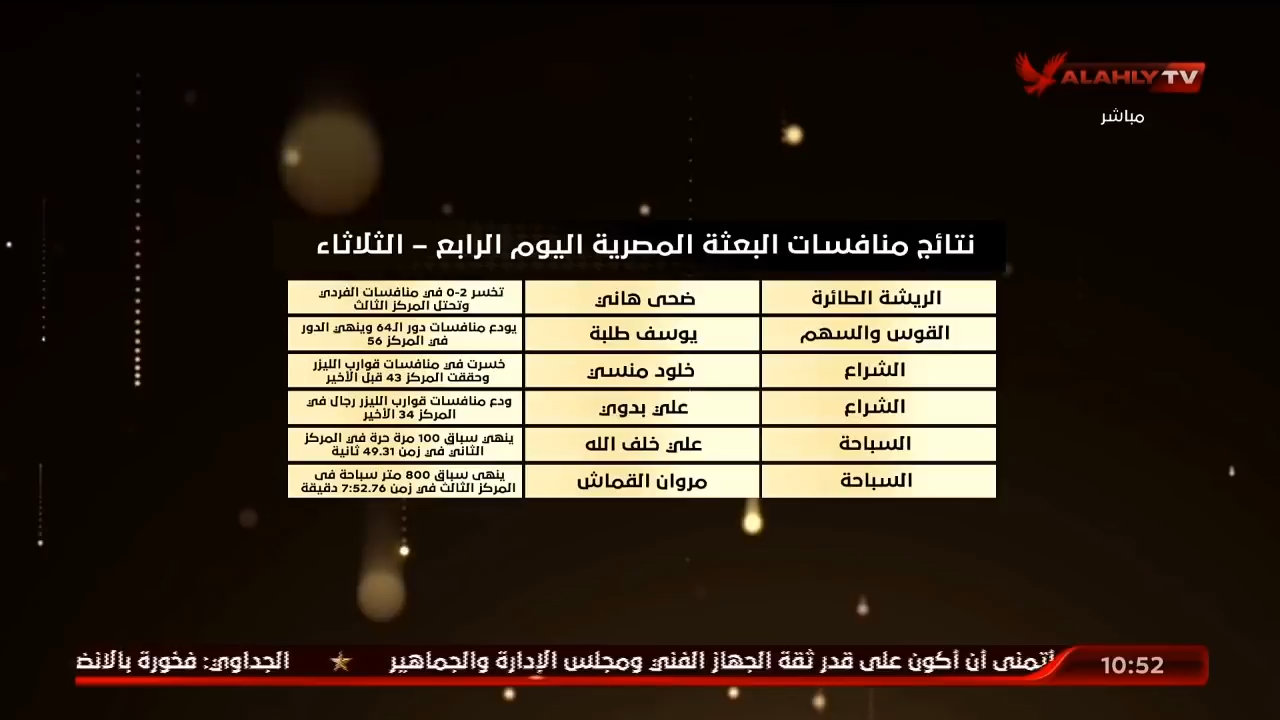 ALAHLY TV
مباشر
نتائج منافسات البعثة المصرية اليوم الرابع – الثلاثاء
الريشة الطائرة
ضحى هاني
تخسر 2-0 في منافسات الفردي
وتحتل المركز الثالث
القوس والسهم
يوسف طلبة
يودع منافسات دور الـ64 وينهي الدور
في المركز 56
الشراع
خلود منسي
خسرت في منافسات قوارب الليزر
وحققت المركز 43 قبل الأخير
الشراع
علي بدوي
ودع منافسات قوارب الليزر رجال في
المركز 34 الأخير
السباحة
علي خلف الله
ينهي سباق 100 مرة حرة في المركز
الثاني في زمن 49.31 ثانية
السباحة
مروان القماش
ينهى سباق 800 متر سباحة فى
المركز الثالث في زمن 7:52.76 دقيقة
10:52
أتمنى أن أكون على قدر ثقة الجهاز الفني ومجلس الإدارة والجماهير
الجداوي: فخورة بالانض